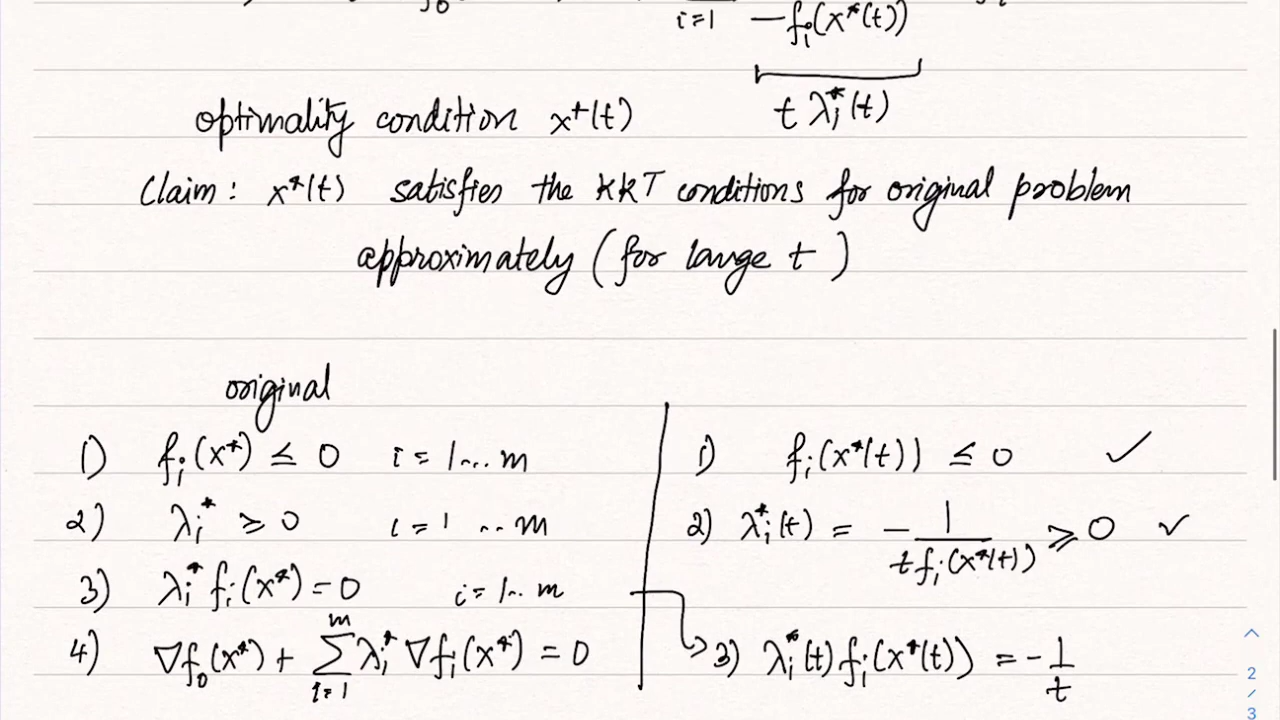 i=1 -fᵢ(x*(t))
optimality condition x*(t) t λᵢ*(t)
Claim: x*(t) satisfies the KKT conditions for original problem
approximately (for large t)
original
1) fᵢ(x*) ≤ 0 i = 1...m
2) λᵢ* ≥ 0 i = 1 ..m
3) λᵢ* fᵢ(x*) = 0 i = 1.. m
4) ∇f₀(x*) + ∑_{i=1}^{m} λᵢ* ∇fᵢ(x*) = 0
1) fᵢ(x*(t)) ≤ 0 ✓
2) λᵢ*(t) = - 1/(t fᵢ(x*(t))) ≥ 0 ✓
3) λᵢ*(t) fᵢ(x*(t)) = - 1/t
2
/
3